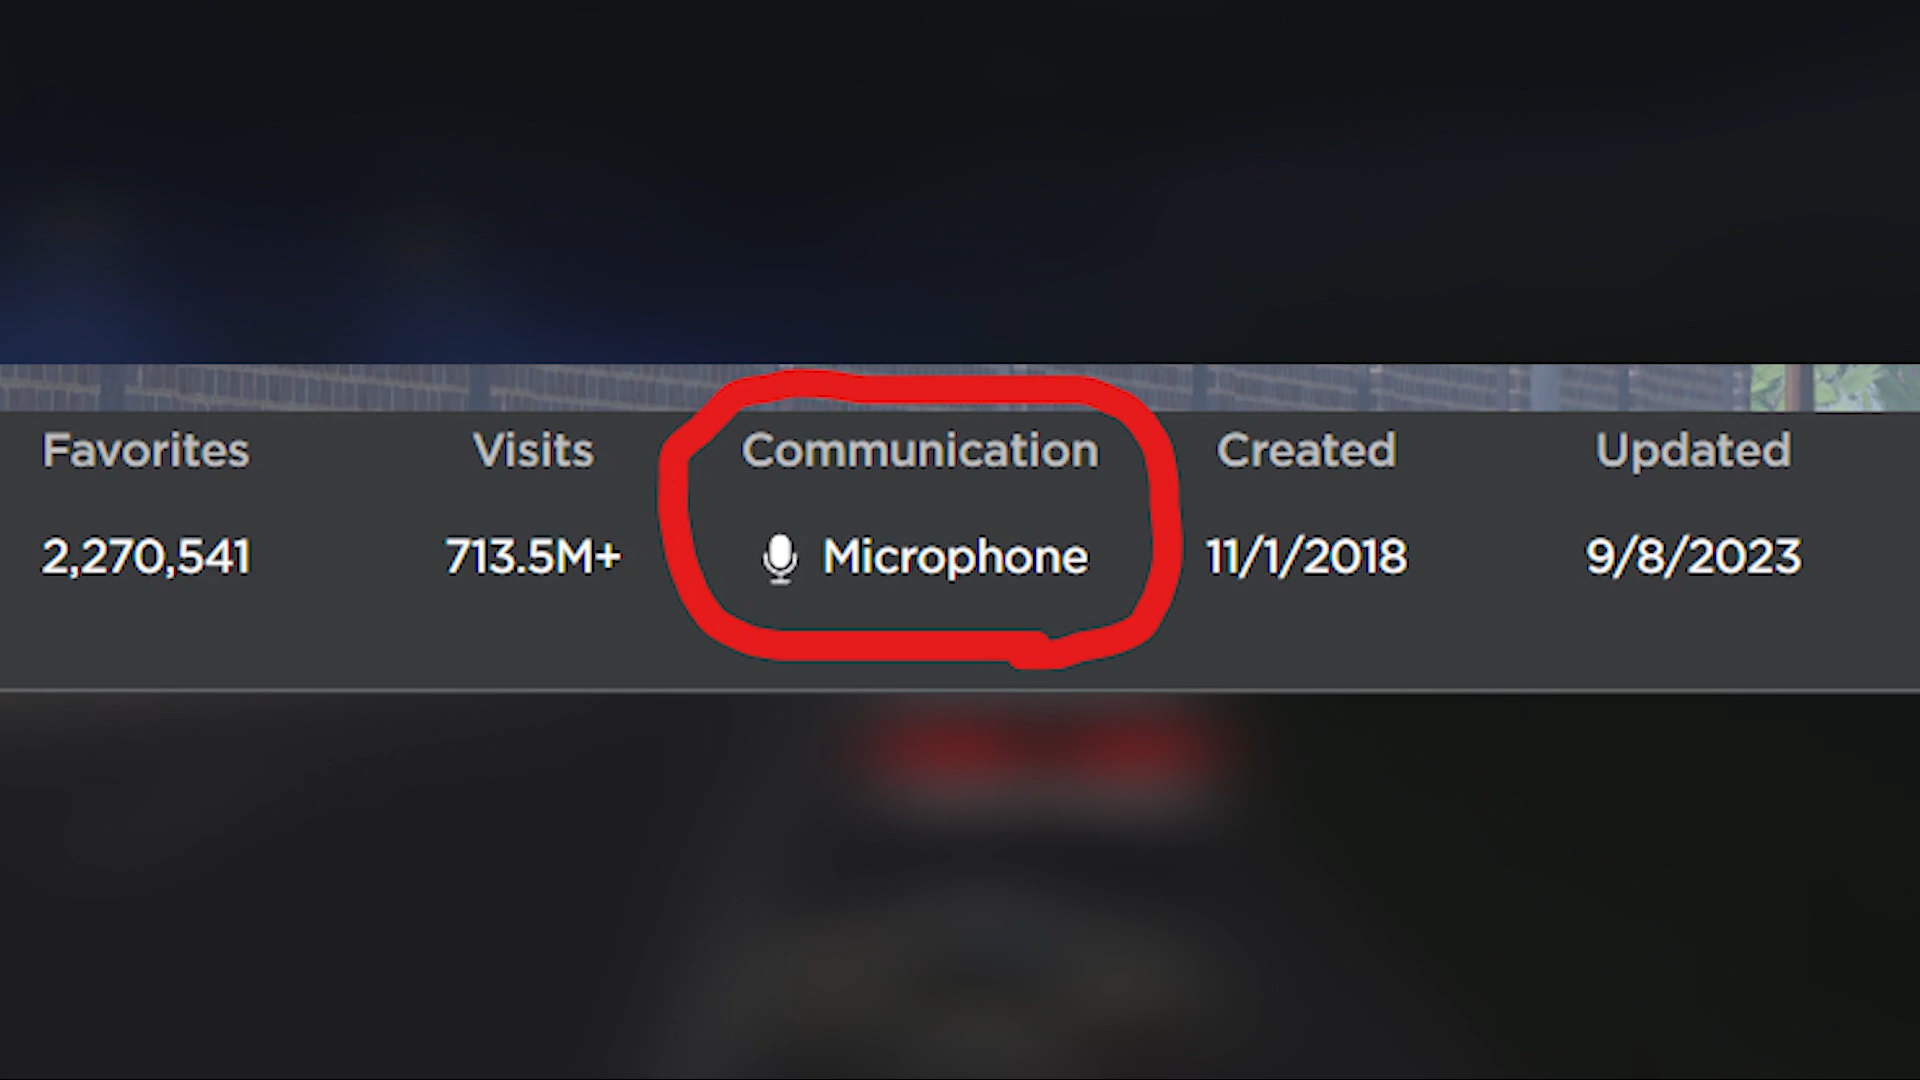 Favorites Visits Communication Created Updated
2,270,541 713.5M+ Microphone 11/1/2018 9/8/2023